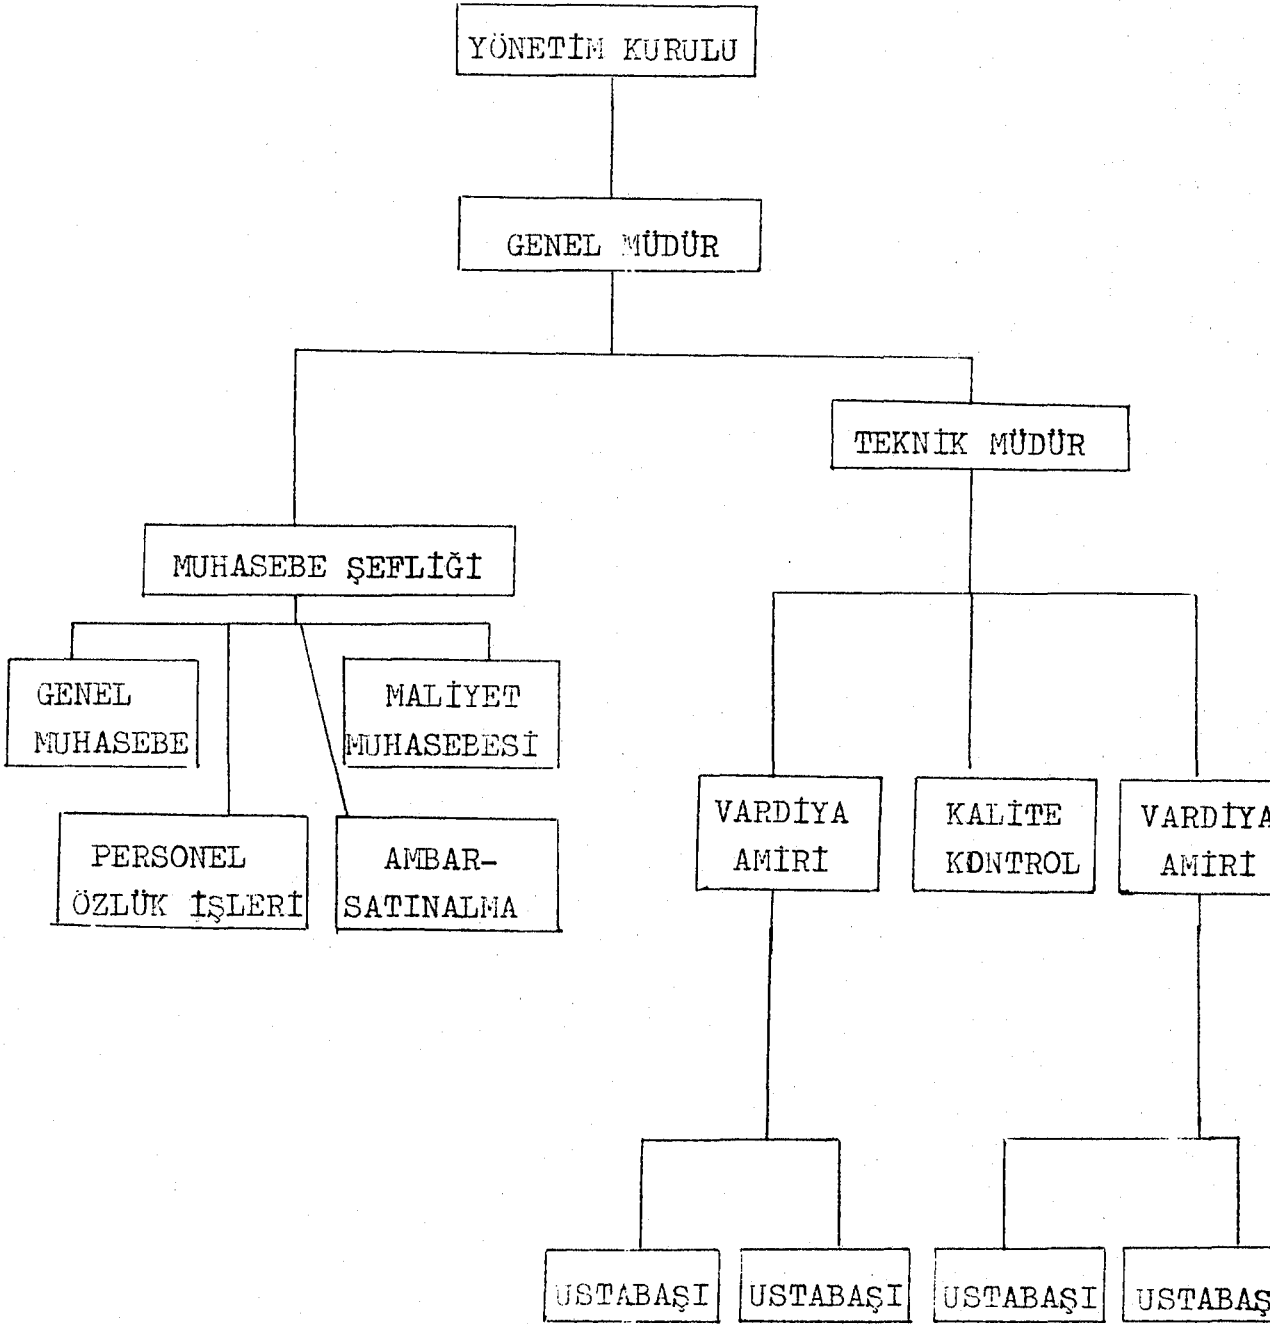 YÖNETİM KURULU
GENEL MÜDÜR
TEKNİK MÜDÜR
MUHASEBE ŞEFLİĞİ
GENEL
MUHASEBE
MALİYET
MUHASEBESİ
PERSONEL
ÖZLÜK İŞLERİ
AMBAR-
SATINALMA
VARDİYA
AMİRİ
KALİTE
KONTROL
VARDİYA
AMİRİ
USTABAŞI
USTABAŞI
USTABAŞI
USTABAŞ